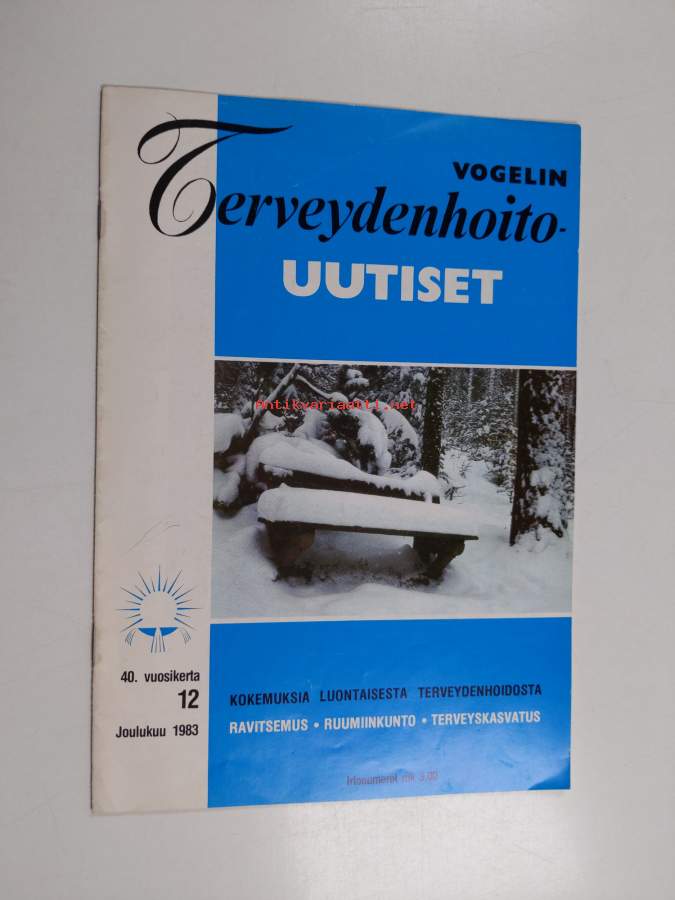 VOGELIN
Terveydenhoito-
UUTISET
Antikvariaatti.net
40. vuosikerta
12
Joulukuu 1983
KOKEMUKSIA LUONTAISESTA TERVEYDENHOIDOSTA
RAVITSEMUS • RUUMIINKUNTO • TERVEYSKASVATUS
Irtonumerot mk 3.00